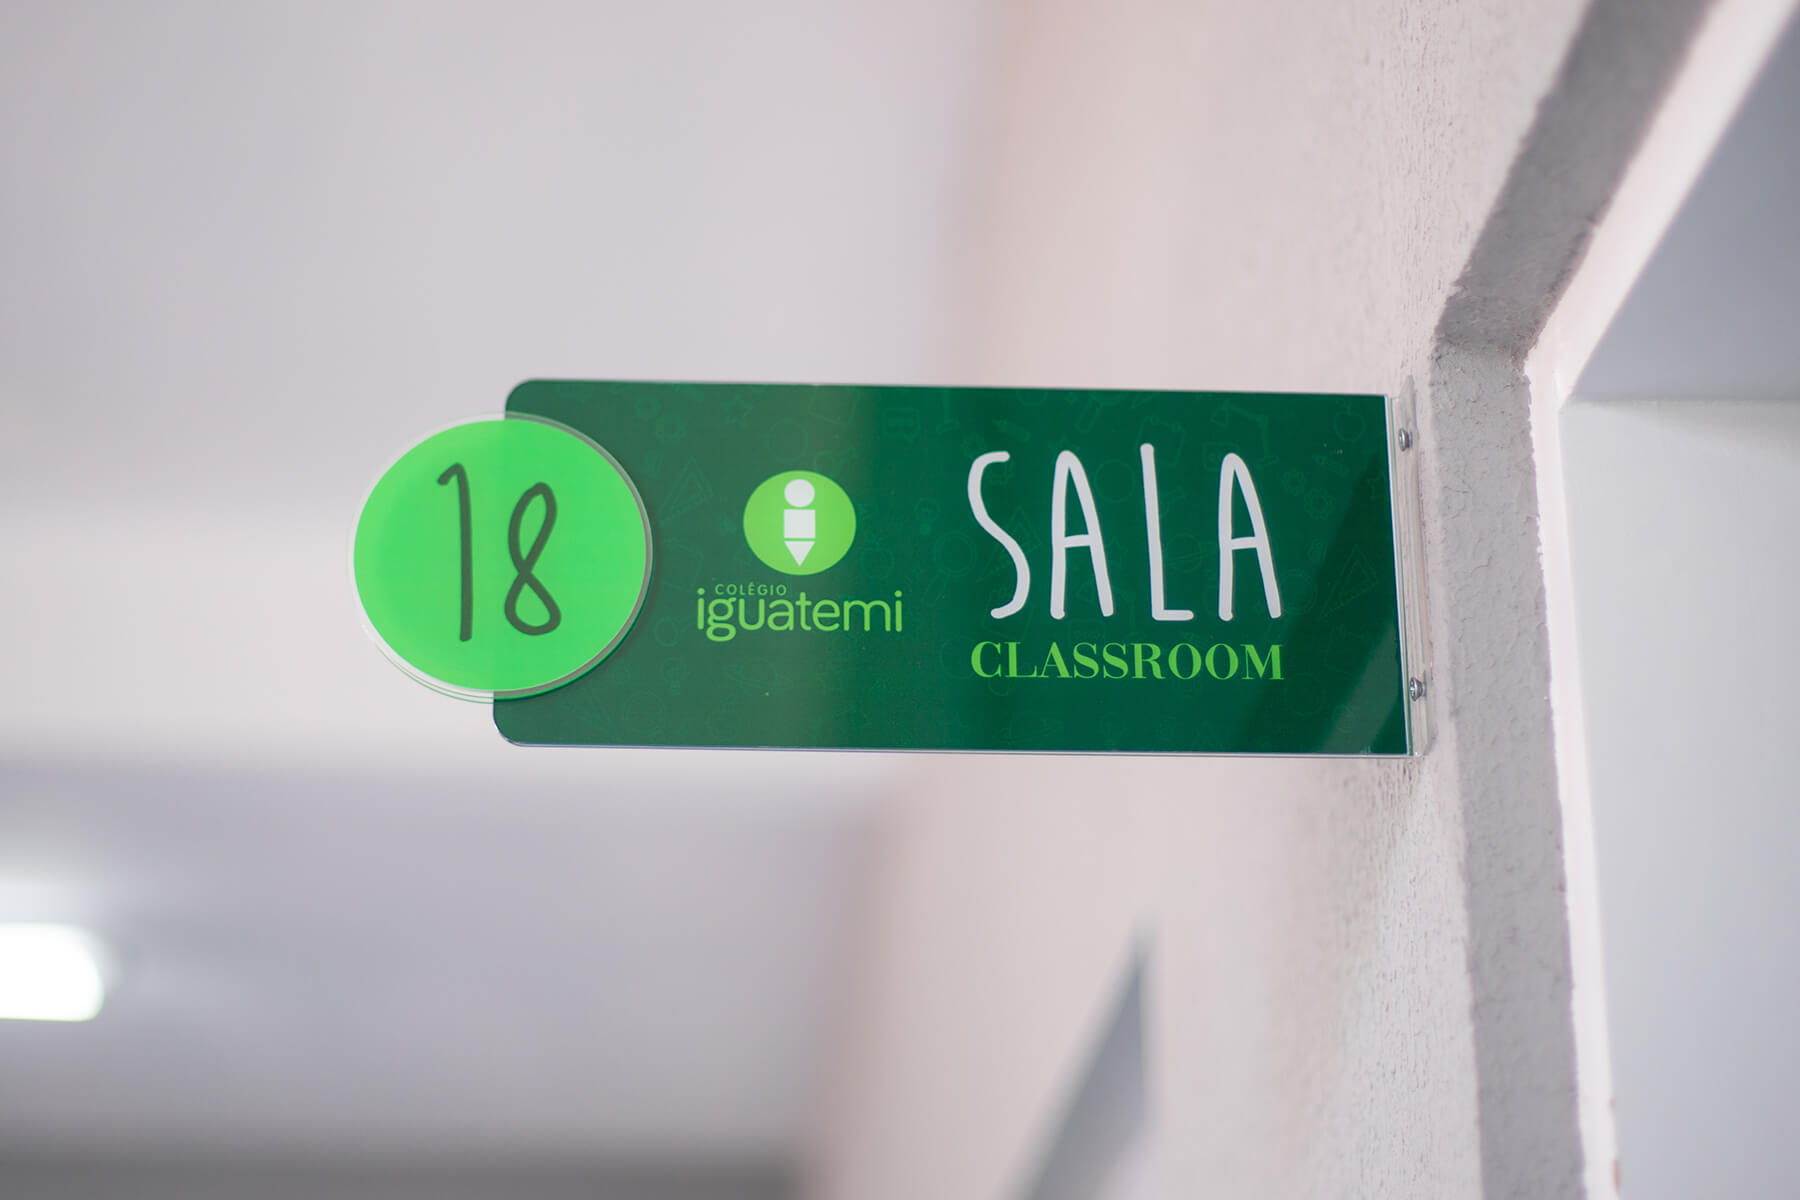 18
COLÉGIO
iguatemi
SALA
CLASSROOM